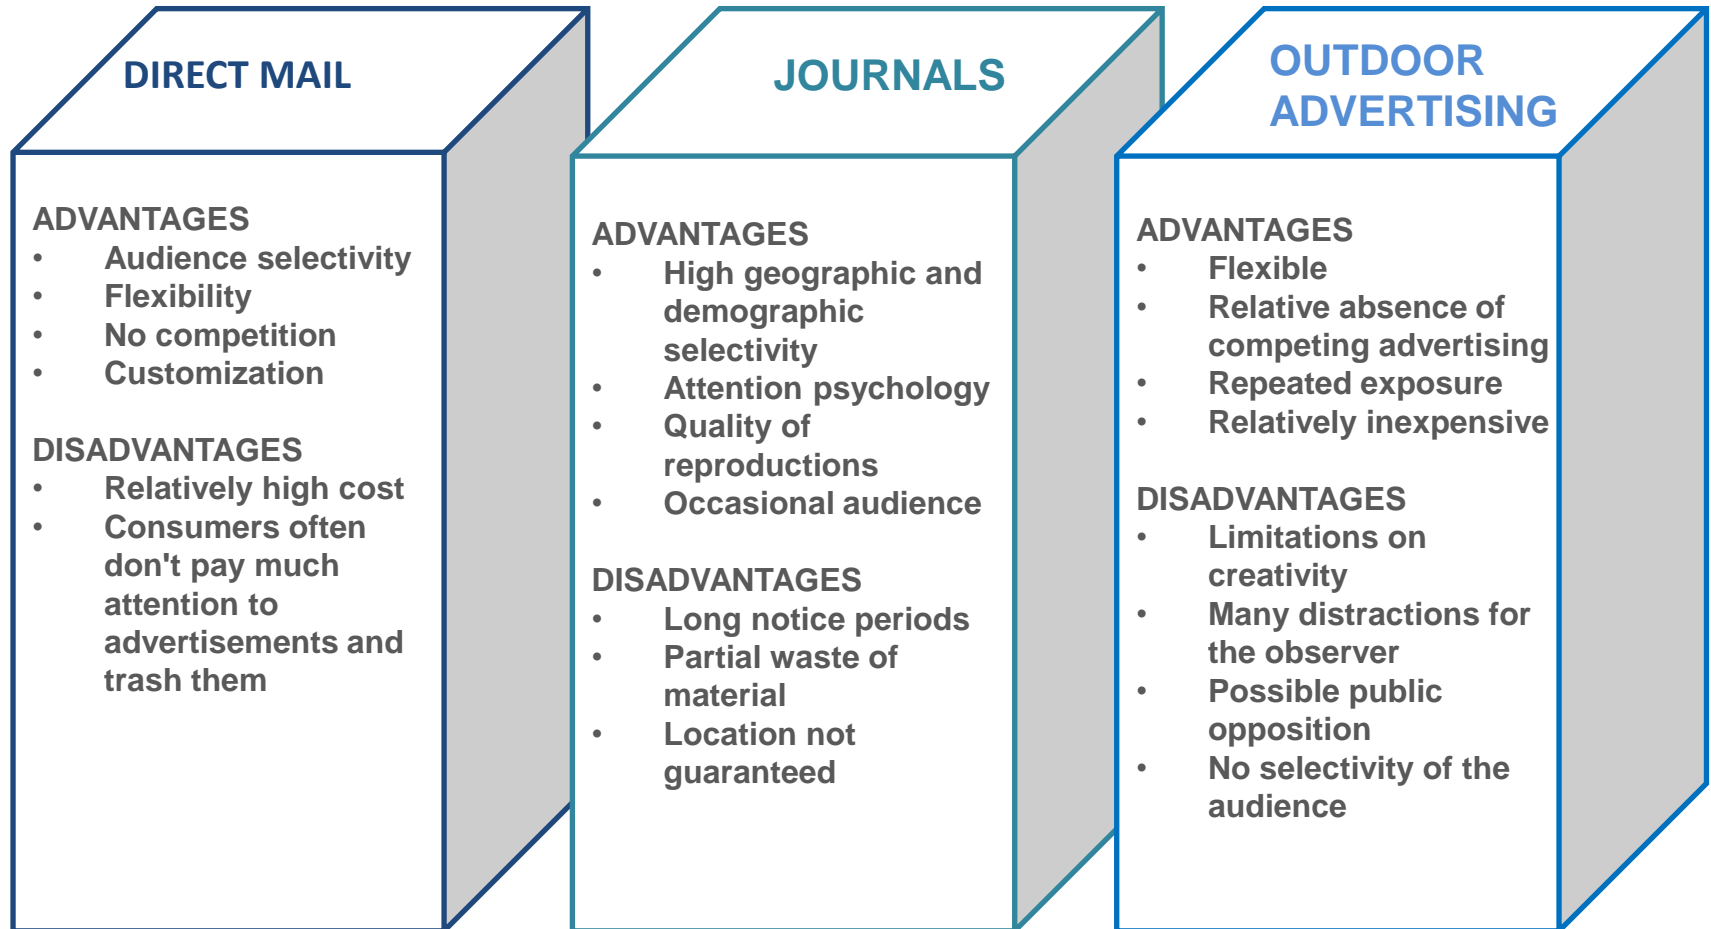 DIRECT MAIL
ADVANTAGES
• Audience selectivity
• Flexibility
• No competition
• Customization
DISADVANTAGES
• Relatively high cost
• Consumers often
don't pay much
attention to
advertisements and
trash them
JOURNALS
ADVANTAGES
• High geographic and
demographic
selectivity
• Attention psychology
• Quality of
reproductions
• Occasional audience
DISADVANTAGES
• Long notice periods
• Partial waste of
material
• Location not
guaranteed
OUTDOOR
ADVERTISING
ADVANTAGES
• Flexible
• Relative absence of
competing advertising
• Repeated exposure
• Relatively inexpensive
DISADVANTAGES
• Limitations on
creativity
• Many distractions for
the observer
• Possible public
opposition
• No selectivity of the
audience